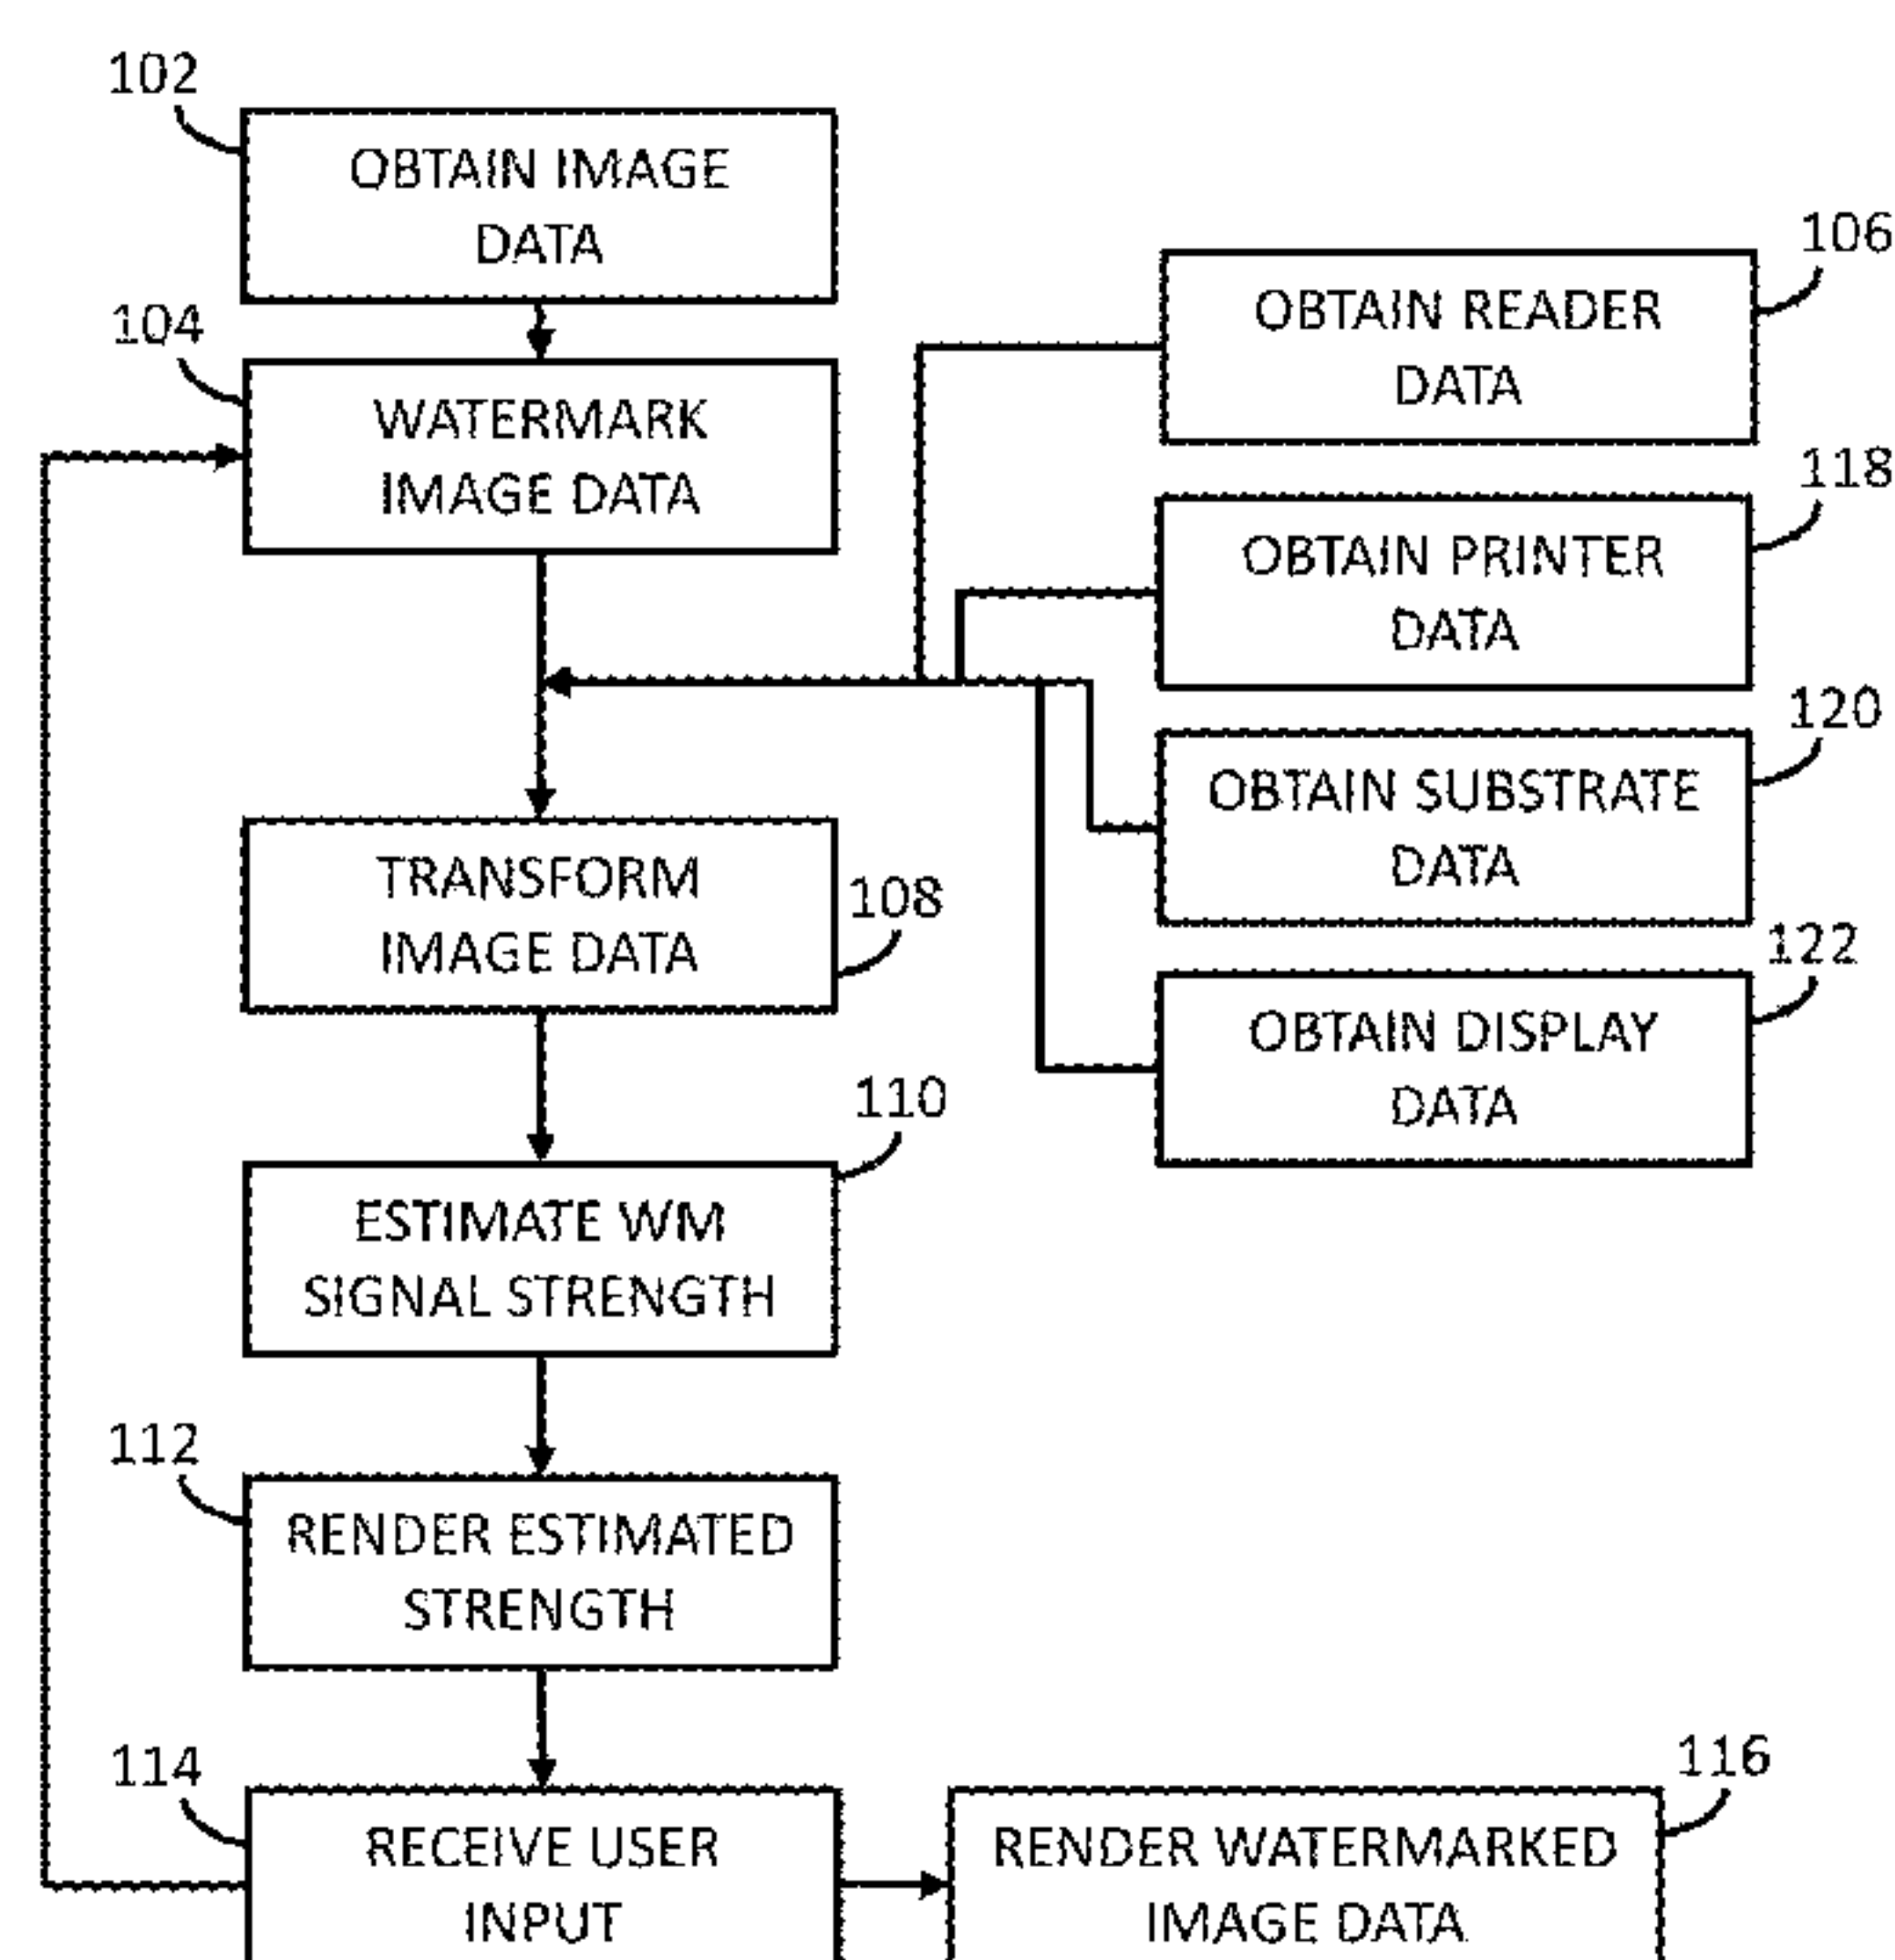 102
OBTAIN IMAGE
DATA
104
WATERMARK
IMAGE DATA
106
OBTAIN READER
DATA
118
OBTAIN PRINTER
DATA
120
OBTAIN SUBSTRATE
DATA
122
OBTAIN DISPLAY
DATA
TRANSFORM
IMAGE DATA
108
110
ESTIMATE WM
SIGNAL STRENGTH
112
RENDER ESTIMATED
STRENGTH
114
RECEIVE USER
INPUT
116
RENDER WATERMARKED
IMAGE DATA